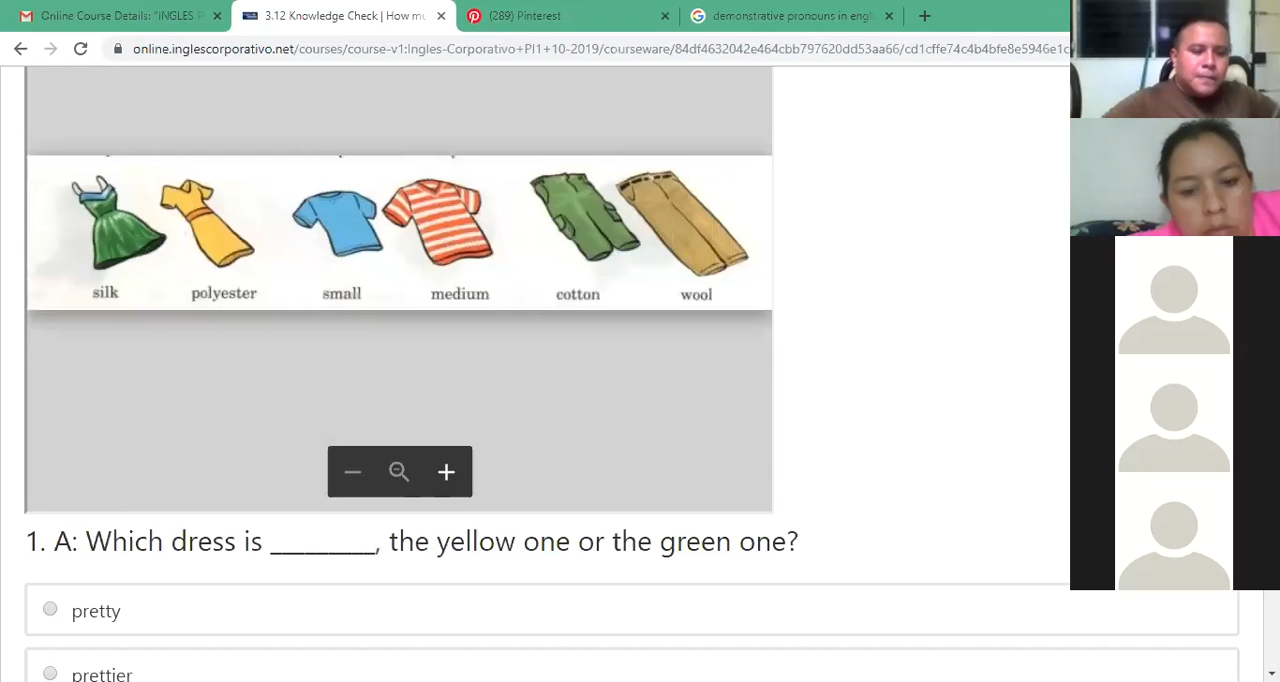 Online Course Details: "INGLES P
3.12 Knowledge Check | How mu
(289) Pinterest
demonstrative pronouns in engl
online.inglescorporativo.net/courses/course-v1:Ingles-Corporativo+PI1+10-2019/courseware/84df4632042e464cbb797620dd53aa66/cd1cffe74c4b4bfe8e5946e1c
silk polyester small medium cotton wool
1. A: Which dress is ________, the yellow one or the green one?
pretty
prettier